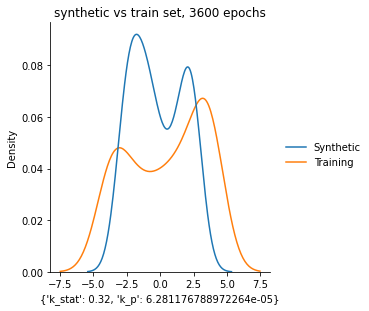 synthetic vs train set, 3600 epochs
0.08
0.06
0.04
0.02
0.00
Density
−7.5 −5.0 −2.5 0.0 2.5 5.0 7.5
{'k_stat': 0.32, 'k_p': 6.281176788972264e-05}
Synthetic
Training